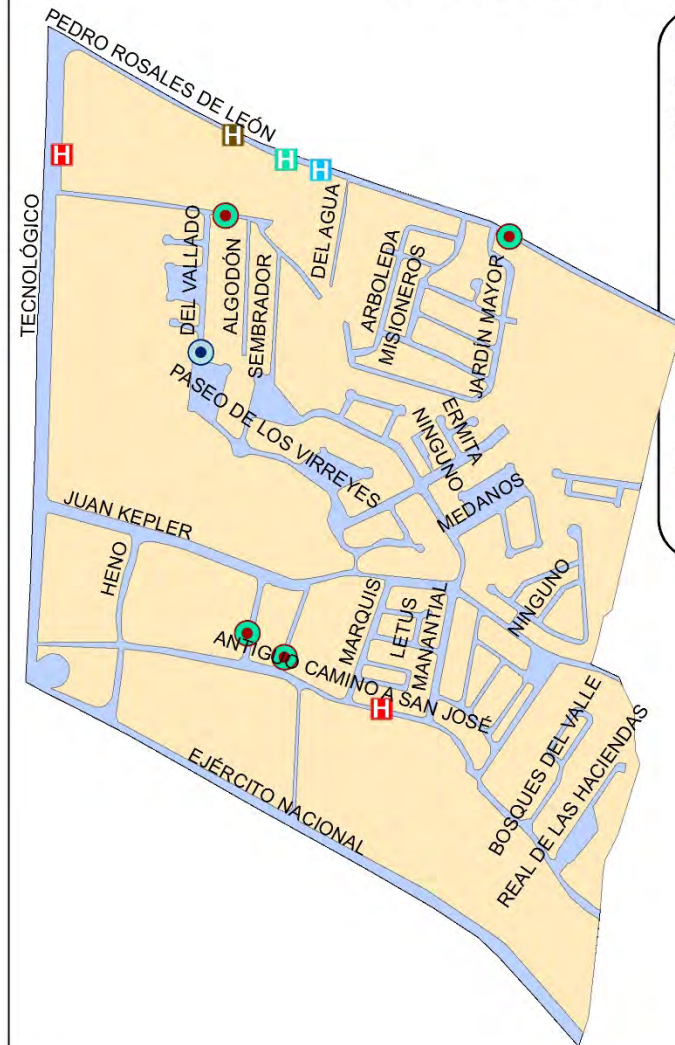 PEDRO ROSALES DE LEÓN
H
H
H
H
TECNOLÓGICO
DEL VALLADO
ALGODÓN
SEMBRADOR
DEL AGUA
ARBOLEDA
MISIONEROS
JARDÍN MAYOR
PASEO DE LOS VIRREYES
ERMITA
NINGUNO
MEDANOS
JUAN KEPLER
HENO
MARQUIS
LETUS
MANANTIAL
NINGUNO
ANTIGUO CAMINO A SAN JOSÉ
H
BOSQUES DEL VALLE
REAL DE LAS HACIENDAS
EJÉRCITO NACIONAL